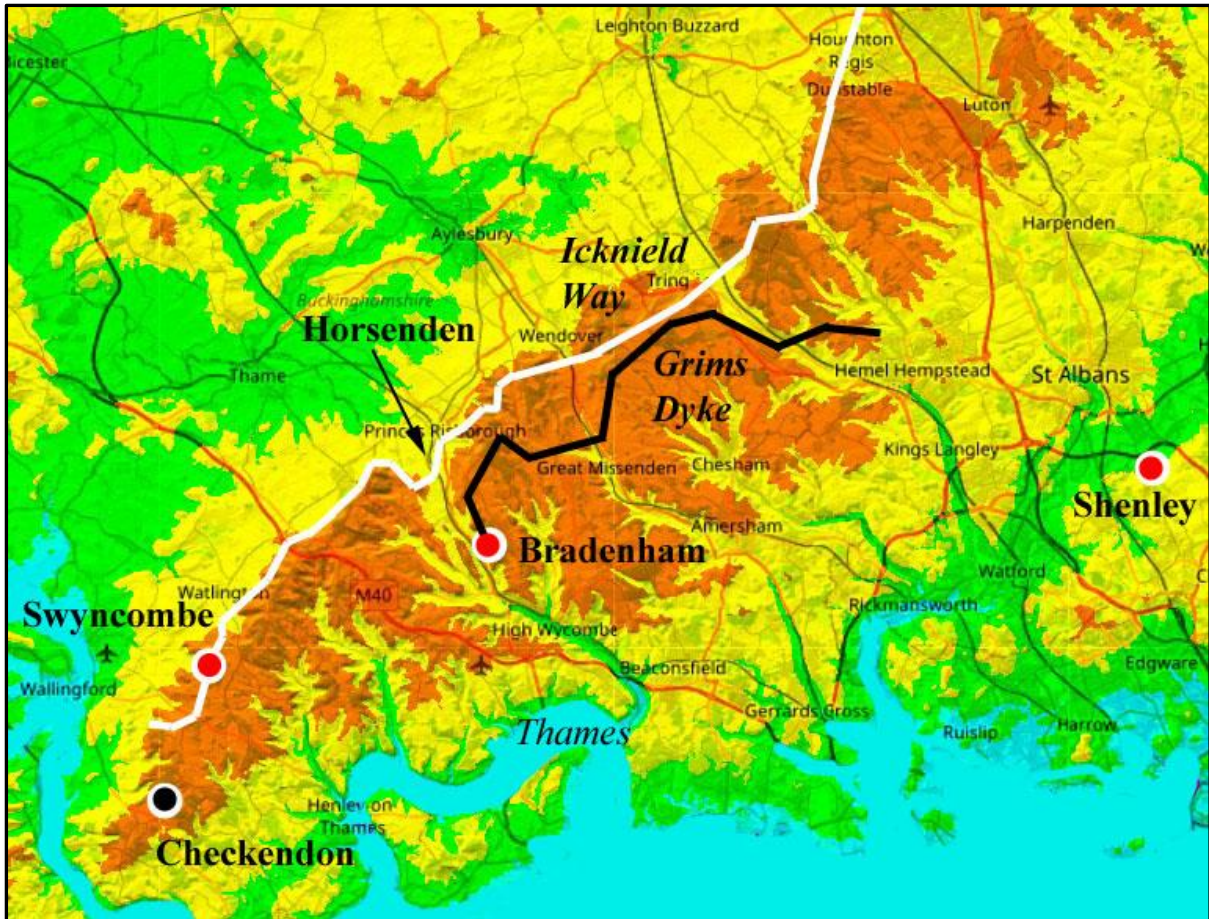 Leighton Buzzard
Houghton
Regis
Dunstable
Luton
Harpenden
Aylesbury
Icknield
Way
Tring
Buckinghamshire
Horsenden
Wendover
Thame
Grims
Dyke
Hemel Hempstead
St Albans
Princes Risborough
Great Missenden
Chesham
Kings Langley
Shenley
Amersham
Bradenham
Watford
Watlington
M40
Rickmansworth
Swyncombe
High Wycombe
Beaconsfield
Edgware
Wallingford
Gerrards Cross
Thames
Ruislip
Harrow
Henley-on
Thames
Checkendon